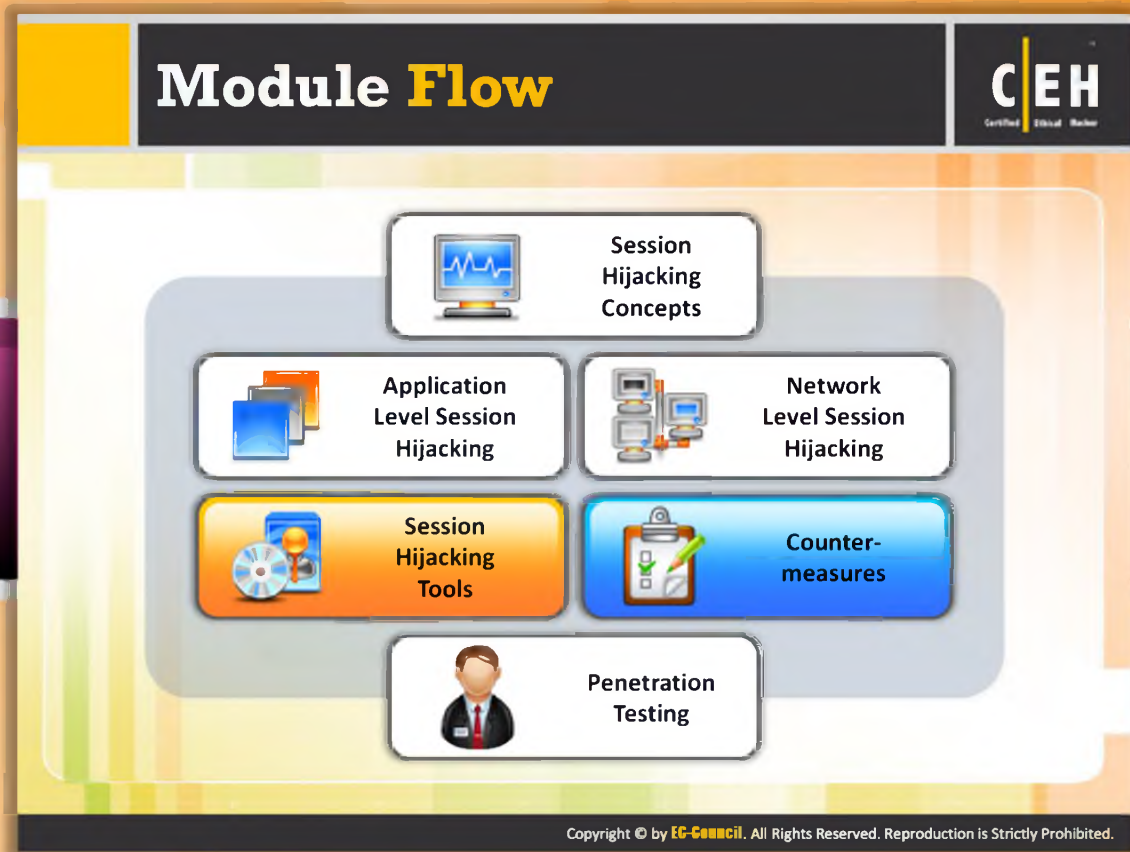 Module Flow
CEH
Certified Ethical Hacker
Session
Hijacking
Concepts
Application
Level Session
Hijacking
Network
Level Session
Hijacking
Session
Hijacking
Tools
Counter-
measures
Penetration
Testing
Copyright © by EC-Council. All Rights Reserved. Reproduction is Strictly Prohibited.